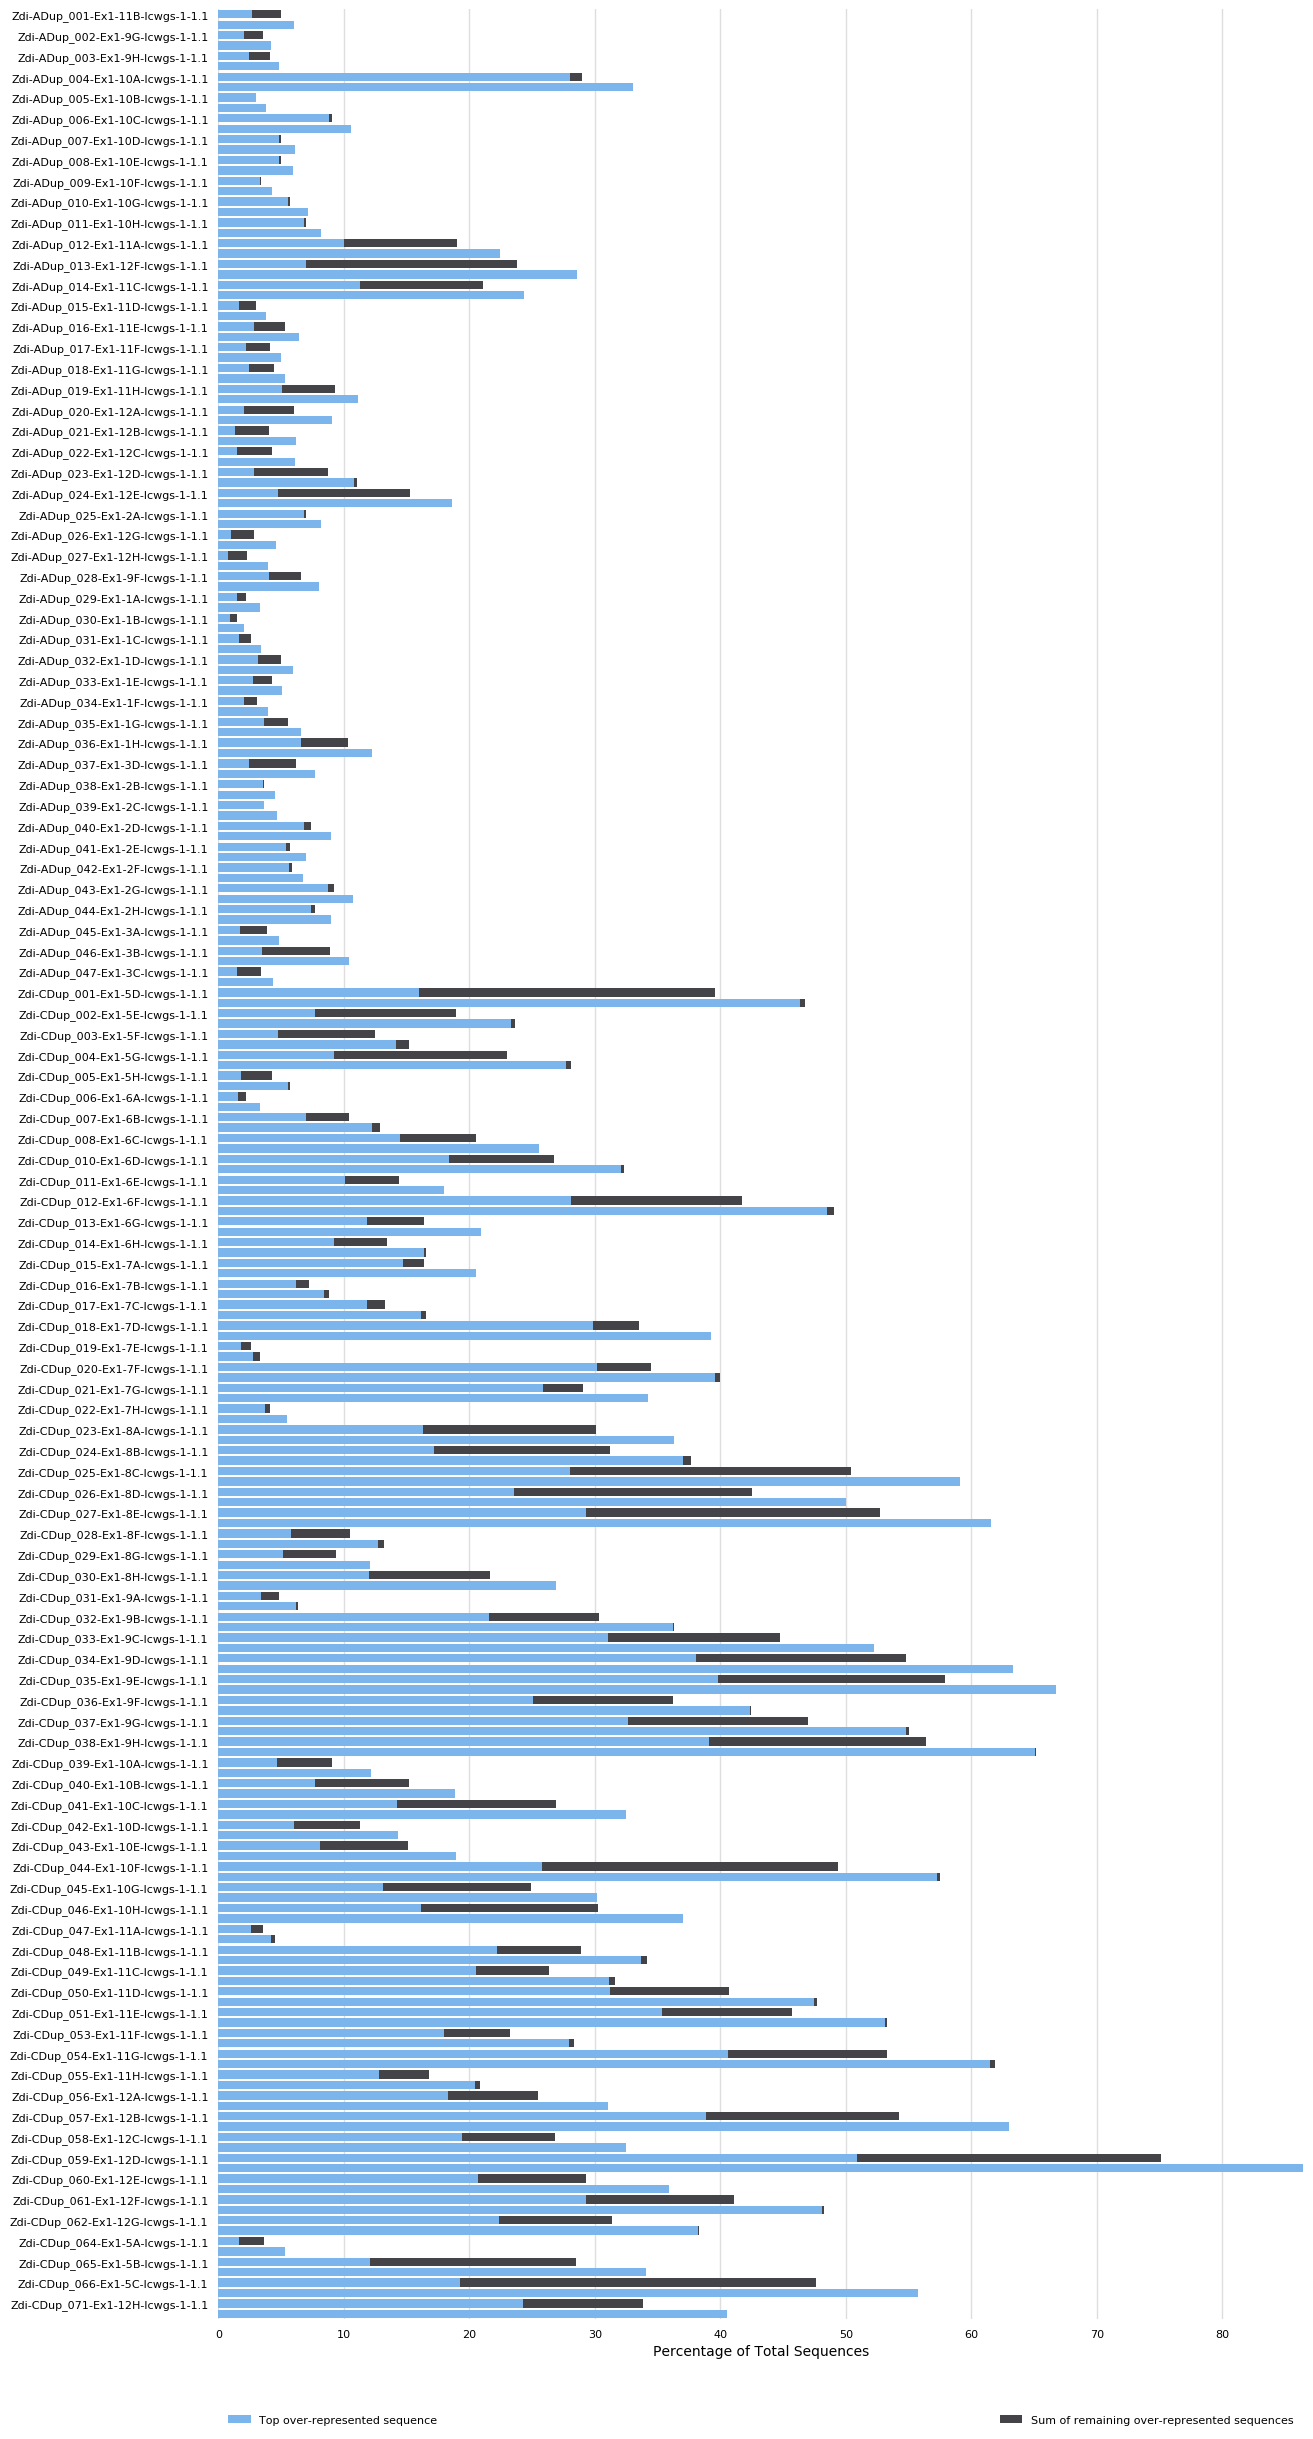 Zdi-ADup_001-Ex1-11B-lcwgs-1-1.1
Zdi-ADup_002-Ex1-9G-lcwgs-1-1.1
Zdi-ADup_003-Ex1-9H-lcwgs-1-1.1
Zdi-ADup_004-Ex1-10A-lcwgs-1-1.1
Zdi-ADup_005-Ex1-10B-lcwgs-1-1.1
Zdi-ADup_006-Ex1-10C-lcwgs-1-1.1
Zdi-ADup_007-Ex1-10D-lcwgs-1-1.1
Zdi-ADup_008-Ex1-10E-lcwgs-1-1.1
Zdi-ADup_009-Ex1-10F-lcwgs-1-1.1
Zdi-ADup_010-Ex1-10G-lcwgs-1-1.1
Zdi-ADup_011-Ex1-10H-lcwgs-1-1.1
Zdi-ADup_012-Ex1-11A-lcwgs-1-1.1
Zdi-ADup_013-Ex1-12F-lcwgs-1-1.1
Zdi-ADup_014-Ex1-11C-lcwgs-1-1.1
Zdi-ADup_015-Ex1-11D-lcwgs-1-1.1
Zdi-ADup_016-Ex1-11E-lcwgs-1-1.1
Zdi-ADup_017-Ex1-11F-lcwgs-1-1.1
Zdi-ADup_018-Ex1-11G-lcwgs-1-1.1
Zdi-ADup_019-Ex1-11H-lcwgs-1-1.1
Zdi-ADup_020-Ex1-12A-lcwgs-1-1.1
Zdi-ADup_021-Ex1-12B-lcwgs-1-1.1
Zdi-ADup_022-Ex1-12C-lcwgs-1-1.1
Zdi-ADup_023-Ex1-12D-lcwgs-1-1.1
Zdi-ADup_024-Ex1-12E-lcwgs-1-1.1
Zdi-ADup_025-Ex1-2A-lcwgs-1-1.1
Zdi-ADup_026-Ex1-12G-lcwgs-1-1.1
Zdi-ADup_027-Ex1-12H-lcwgs-1-1.1
Zdi-ADup_028-Ex1-9F-lcwgs-1-1.1
Zdi-ADup_029-Ex1-1A-lcwgs-1-1.1
Zdi-ADup_030-Ex1-1B-lcwgs-1-1.1
Zdi-ADup_031-Ex1-1C-lcwgs-1-1.1
Zdi-ADup_032-Ex1-1D-lcwgs-1-1.1
Zdi-ADup_033-Ex1-1E-lcwgs-1-1.1
Zdi-ADup_034-Ex1-1F-lcwgs-1-1.1
Zdi-ADup_035-Ex1-1G-lcwgs-1-1.1
Zdi-ADup_036-Ex1-1H-lcwgs-1-1.1
Zdi-ADup_037-Ex1-3D-lcwgs-1-1.1
Zdi-ADup_038-Ex1-2B-lcwgs-1-1.1
Zdi-ADup_039-Ex1-2C-lcwgs-1-1.1
Zdi-ADup_040-Ex1-2D-lcwgs-1-1.1
Zdi-ADup_041-Ex1-2E-lcwgs-1-1.1
Zdi-ADup_042-Ex1-2F-lcwgs-1-1.1
Zdi-ADup_043-Ex1-2G-lcwgs-1-1.1
Zdi-ADup_044-Ex1-2H-lcwgs-1-1.1
Zdi-ADup_045-Ex1-3A-lcwgs-1-1.1
Zdi-ADup_046-Ex1-3B-lcwgs-1-1.1
Zdi-ADup_047-Ex1-3C-lcwgs-1-1.1
Zdi-CDup_001-Ex1-5D-lcwgs-1-1.1
Zdi-CDup_002-Ex1-5E-lcwgs-1-1.1
Zdi-CDup_003-Ex1-5F-lcwgs-1-1.1
Zdi-CDup_004-Ex1-5G-lcwgs-1-1.1
Zdi-CDup_005-Ex1-5H-lcwgs-1-1.1
Zdi-CDup_006-Ex1-6A-lcwgs-1-1.1
Zdi-CDup_007-Ex1-6B-lcwgs-1-1.1
Zdi-CDup_008-Ex1-6C-lcwgs-1-1.1
Zdi-CDup_010-Ex1-6D-lcwgs-1-1.1
Zdi-CDup_011-Ex1-6E-lcwgs-1-1.1
Zdi-CDup_012-Ex1-6F-lcwgs-1-1.1
Zdi-CDup_013-Ex1-6G-lcwgs-1-1.1
Zdi-CDup_014-Ex1-6H-lcwgs-1-1.1
Zdi-CDup_015-Ex1-7A-lcwgs-1-1.1
Zdi-CDup_016-Ex1-7B-lcwgs-1-1.1
Zdi-CDup_017-Ex1-7C-lcwgs-1-1.1
Zdi-CDup_018-Ex1-7D-lcwgs-1-1.1
Zdi-CDup_019-Ex1-7E-lcwgs-1-1.1
Zdi-CDup_020-Ex1-7F-lcwgs-1-1.1
Zdi-CDup_021-Ex1-7G-lcwgs-1-1.1
Zdi-CDup_022-Ex1-7H-lcwgs-1-1.1
Zdi-CDup_023-Ex1-8A-lcwgs-1-1.1
Zdi-CDup_024-Ex1-8B-lcwgs-1-1.1
Zdi-CDup_025-Ex1-8C-lcwgs-1-1.1
Zdi-CDup_026-Ex1-8D-lcwgs-1-1.1
Zdi-CDup_027-Ex1-8E-lcwgs-1-1.1
Zdi-CDup_028-Ex1-8F-lcwgs-1-1.1
Zdi-CDup_029-Ex1-8G-lcwgs-1-1.1
Zdi-CDup_030-Ex1-8H-lcwgs-1-1.1
Zdi-CDup_031-Ex1-9A-lcwgs-1-1.1
Zdi-CDup_032-Ex1-9B-lcwgs-1-1.1
Zdi-CDup_033-Ex1-9C-lcwgs-1-1.1
Zdi-CDup_034-Ex1-9D-lcwgs-1-1.1
Zdi-CDup_035-Ex1-9E-lcwgs-1-1.1
Zdi-CDup_036-Ex1-9F-lcwgs-1-1.1
Zdi-CDup_037-Ex1-9G-lcwgs-1-1.1
Zdi-CDup_038-Ex1-9H-lcwgs-1-1.1
Zdi-CDup_039-Ex1-10A-lcwgs-1-1.1
Zdi-CDup_040-Ex1-10B-lcwgs-1-1.1
Zdi-CDup_041-Ex1-10C-lcwgs-1-1.1
Zdi-CDup_042-Ex1-10D-lcwgs-1-1.1
Zdi-CDup_043-Ex1-10E-lcwgs-1-1.1
Zdi-CDup_044-Ex1-10F-lcwgs-1-1.1
Zdi-CDup_045-Ex1-10G-lcwgs-1-1.1
Zdi-CDup_046-Ex1-10H-lcwgs-1-1.1
Zdi-CDup_047-Ex1-11A-lcwgs-1-1.1
Zdi-CDup_048-Ex1-11B-lcwgs-1-1.1
Zdi-CDup_049-Ex1-11C-lcwgs-1-1.1
Zdi-CDup_050-Ex1-11D-lcwgs-1-1.1
Zdi-CDup_051-Ex1-11E-lcwgs-1-1.1
Zdi-CDup_053-Ex1-11F-lcwgs-1-1.1
Zdi-CDup_054-Ex1-11G-lcwgs-1-1.1
Zdi-CDup_055-Ex1-11H-lcwgs-1-1.1
Zdi-CDup_056-Ex1-12A-lcwgs-1-1.1
Zdi-CDup_057-Ex1-12B-lcwgs-1-1.1
Zdi-CDup_058-Ex1-12C-lcwgs-1-1.1
Zdi-CDup_059-Ex1-12D-lcwgs-1-1.1
Zdi-CDup_060-Ex1-12E-lcwgs-1-1.1
Zdi-CDup_061-Ex1-12F-lcwgs-1-1.1
Zdi-CDup_062-Ex1-12G-lcwgs-1-1.1
Zdi-CDup_064-Ex1-5A-lcwgs-1-1.1
Zdi-CDup_065-Ex1-5B-lcwgs-1-1.1
Zdi-CDup_066-Ex1-5C-lcwgs-1-1.1
Zdi-CDup_071-Ex1-12H-lcwgs-1-1.1
0 10 20 30 40 50 60 70 80
Percentage of Total Sequences
Top over-represented sequence
Sum of remaining over-represented sequences